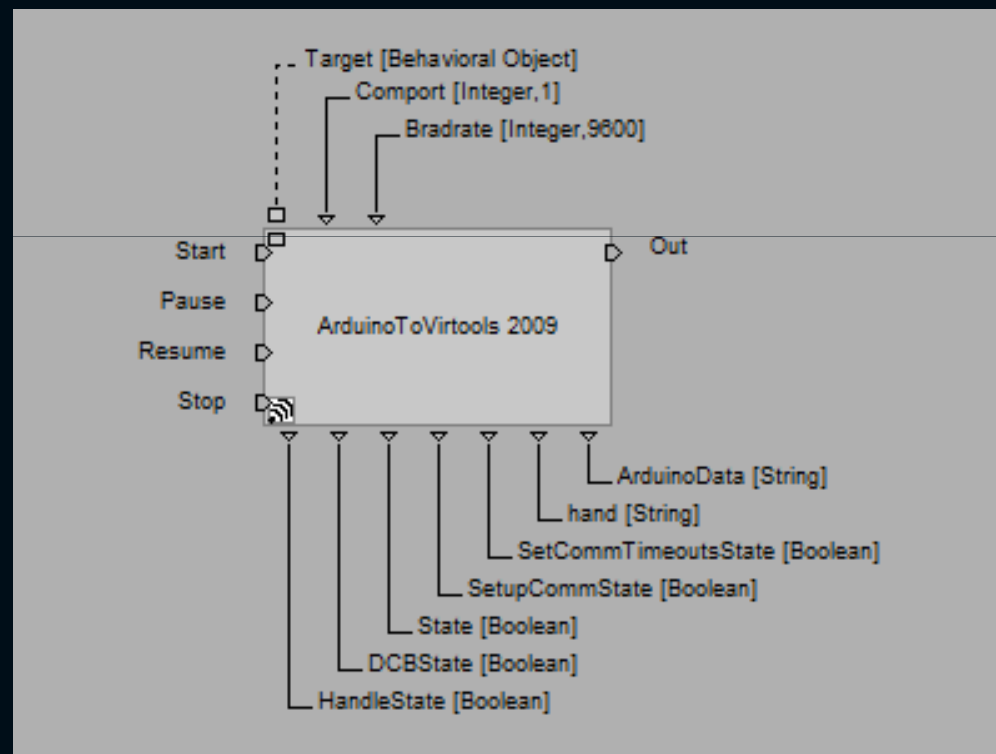 Target [Behavioral Object]
Comport [Integer,1]
Bradrate [Integer,9600]
Start
Out
Pause
ArduinoToVirtools 2009
Resume
Stop
ArduinoData [String]
hand [String]
SetCommTimeoutsState [Boolean]
SetupCommState [Boolean]
State [Boolean]
DCBState [Boolean]
HandleState [Boolean]